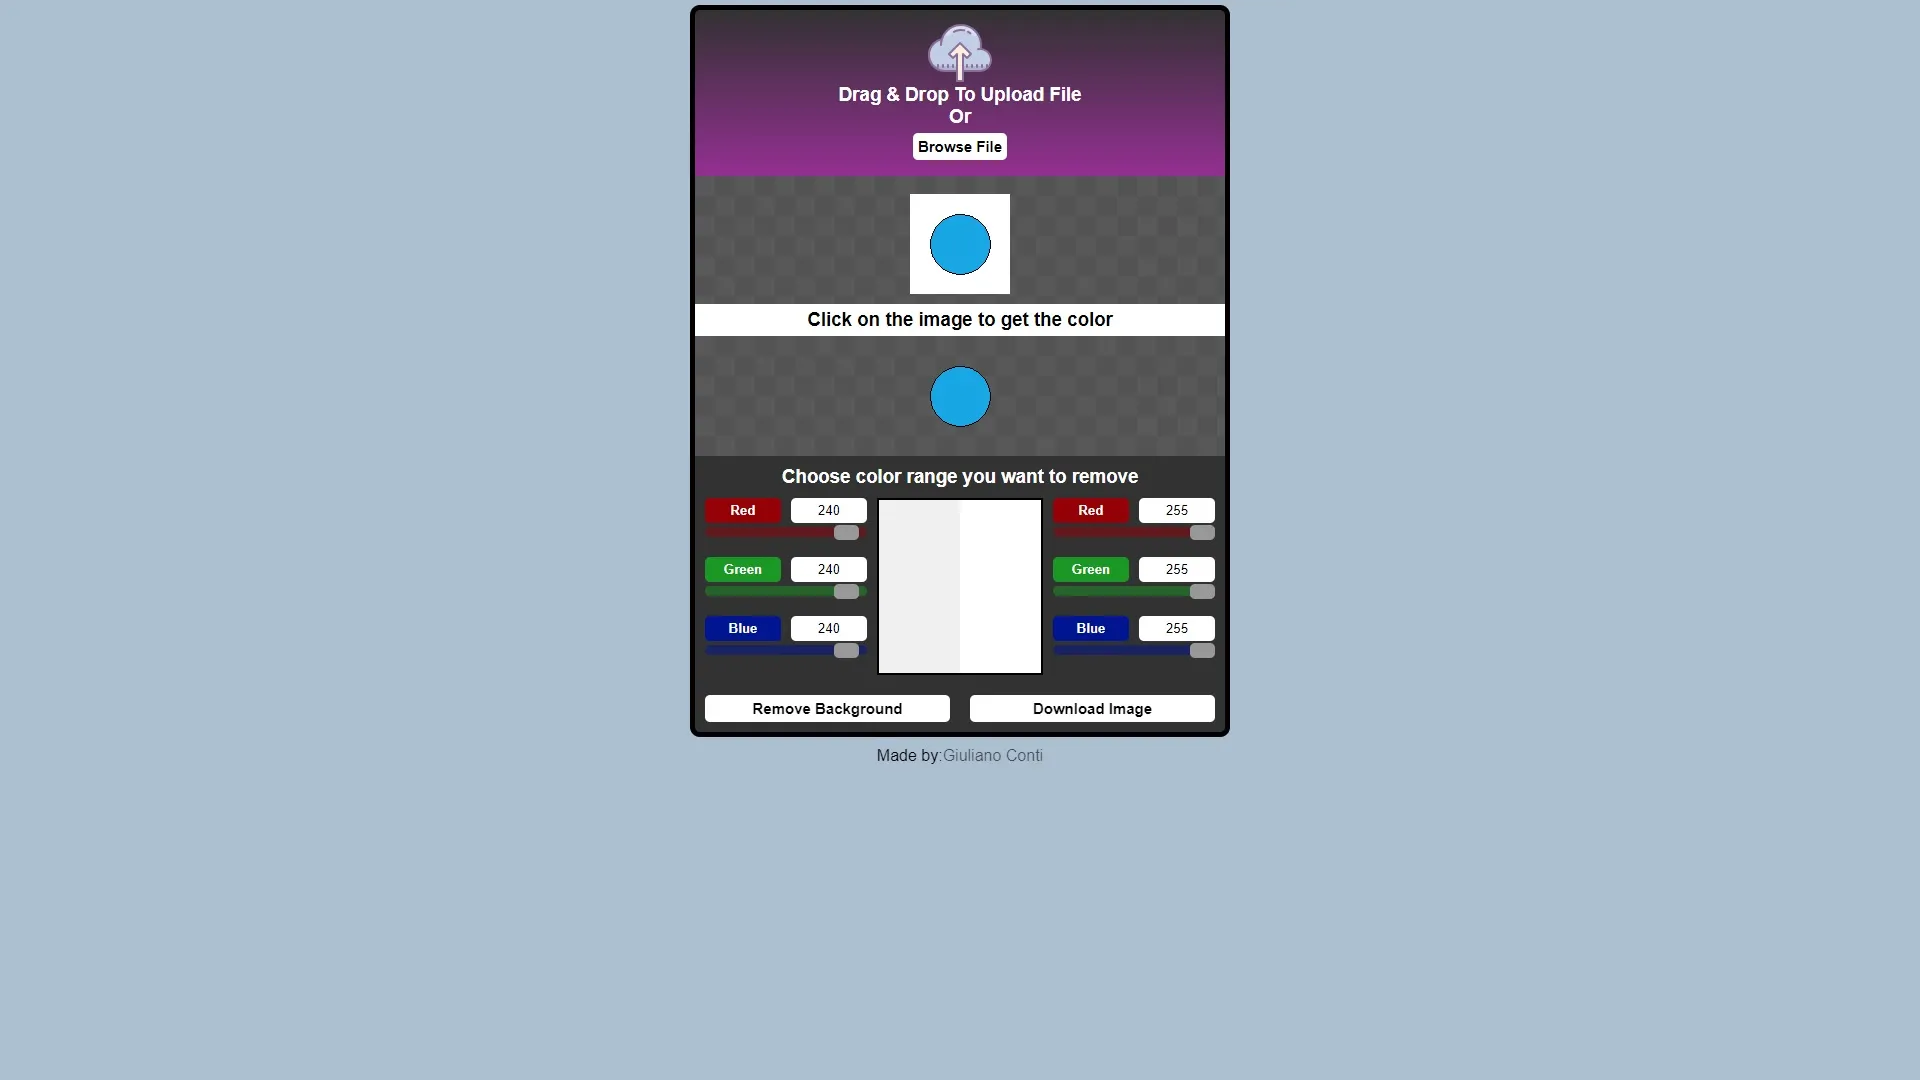 Drag & Drop To Upload File
Or
Browse File
Click on the image to get the color
Choose color range you want to remove
Red 240 Red 255
Green 240 Green 255
Blue 240 Blue 255
Remove Background Download Image
Made by:Giuliano Conti